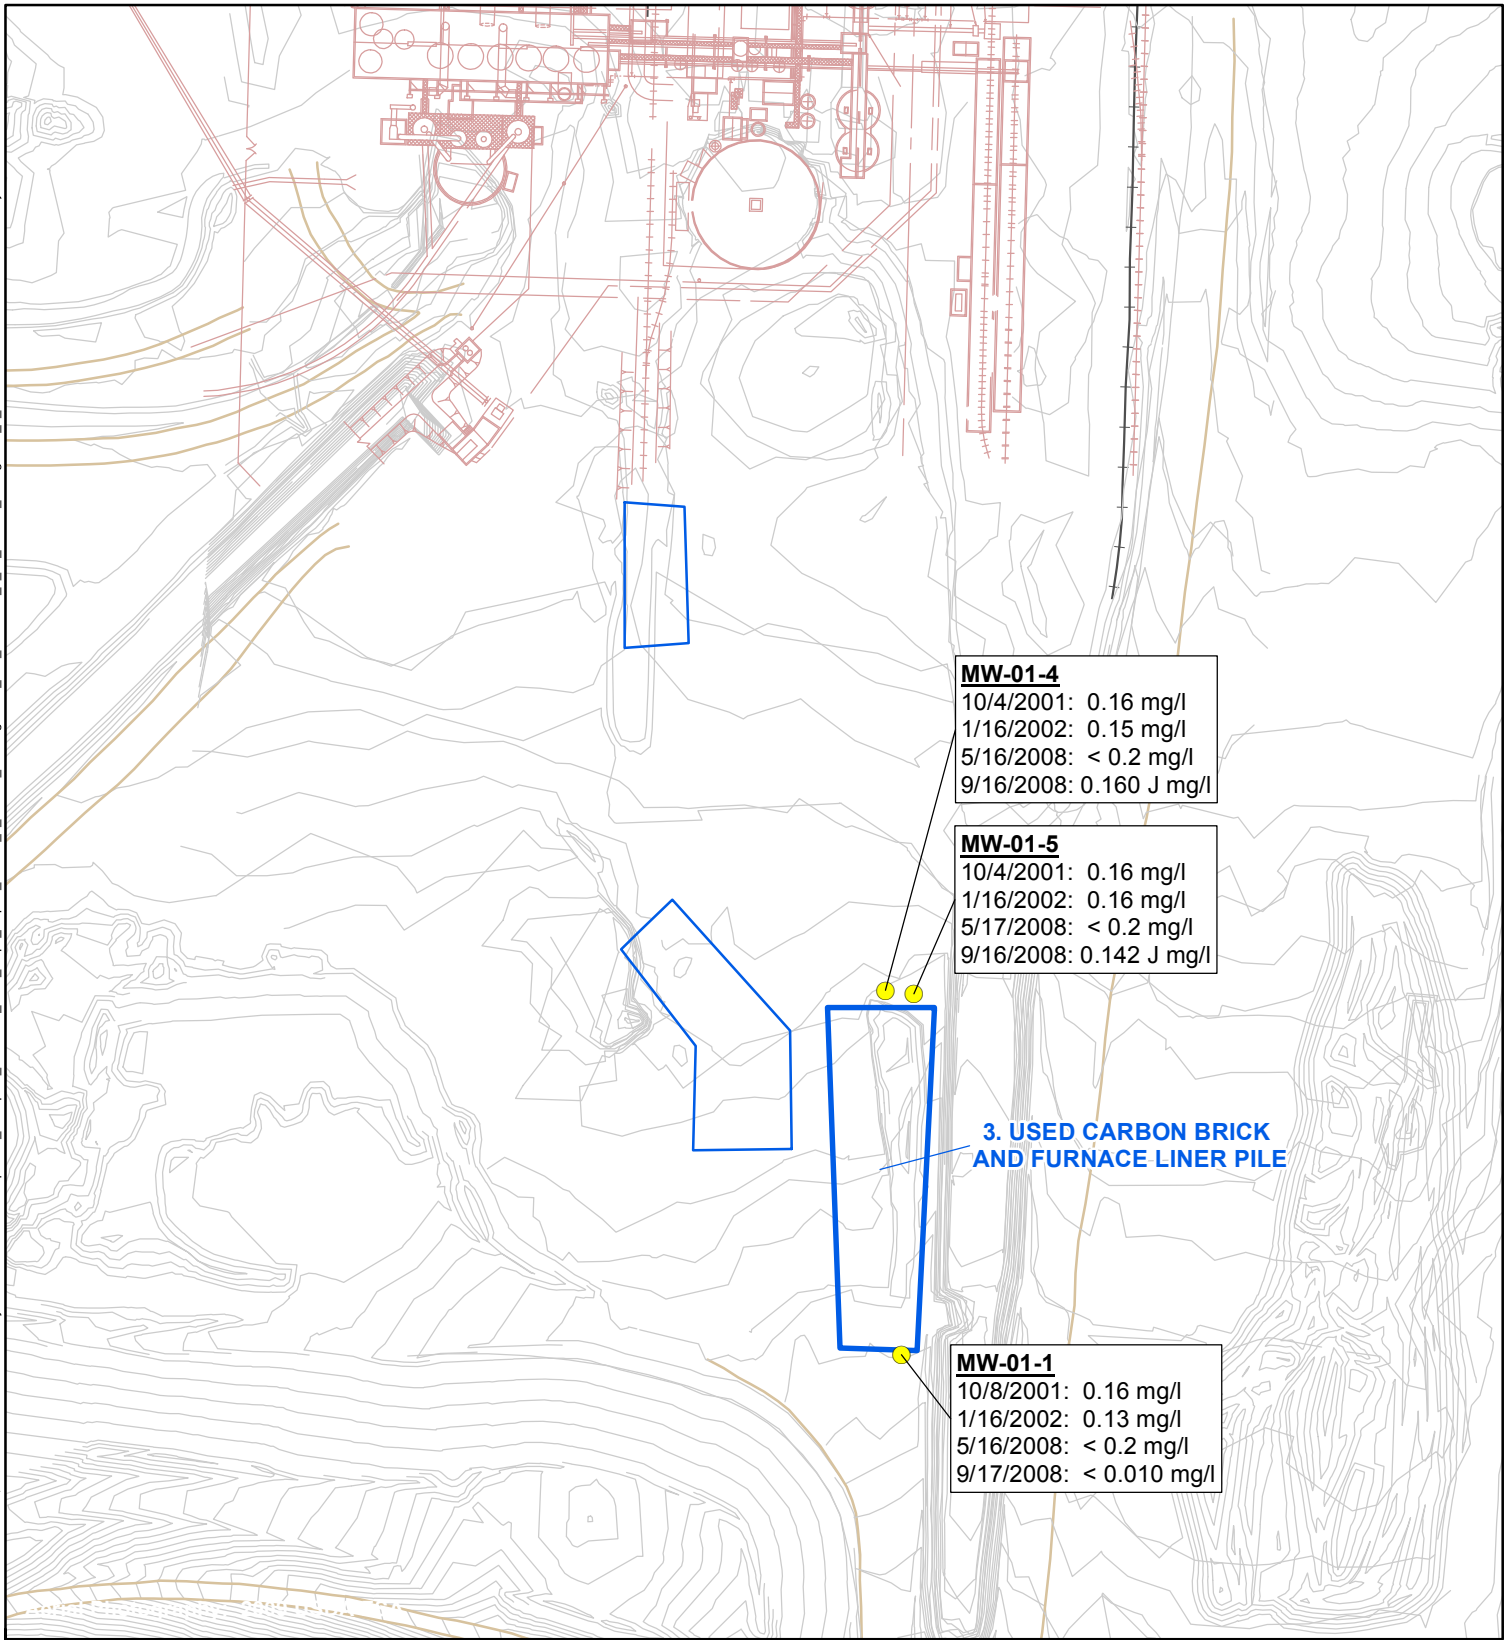 MW-01-4
10/4/2001: 0.16 mg/l
1/16/2002: 0.15 mg/l
5/16/2008: < 0.2 mg/l
9/16/2008: 0.160 J mg/l
MW-01-5
10/4/2001: 0.16 mg/l
1/16/2002: 0.16 mg/l
5/17/2008: < 0.2 mg/l
9/16/2008: 0.142 J mg/l
3. USED CARBON BRICK
AND FURNACE LINER PILE
MW-01-1
10/8/2001: 0.16 mg/l
1/16/2002: 0.13 mg/l
5/16/2008: < 0.2 mg/l
9/17/2008: < 0.010 mg/l